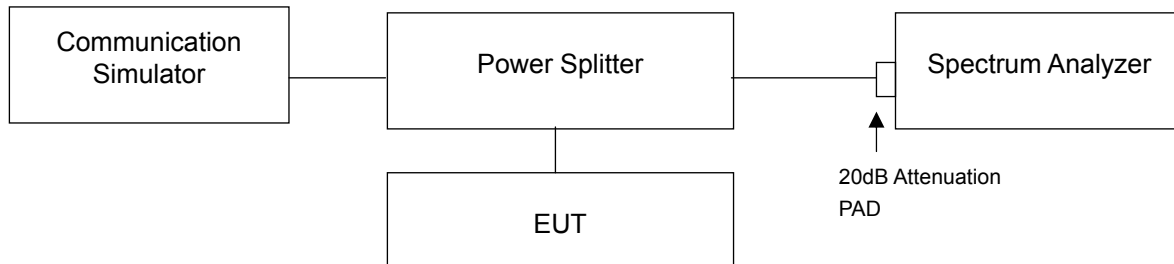 Communication
Simulator
Power Splitter
Spectrum Analyzer
20dB Attenuation
PAD
EUT